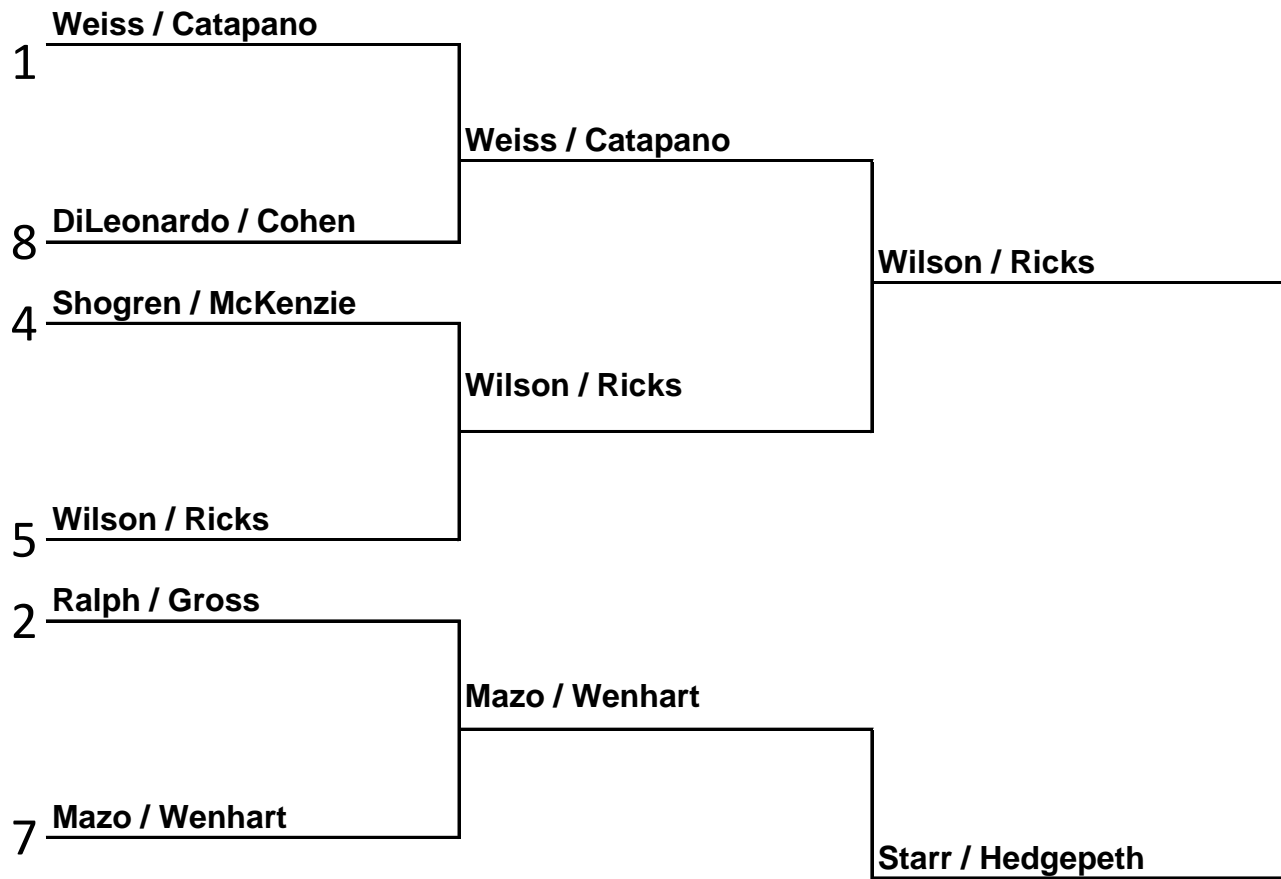 Weiss / Catapano
1
Weiss / Catapano
8
DiLeonardo / Cohen
Wilson / Ricks
4
Shogren / McKenzie
Wilson / Ricks
5
Wilson / Ricks
2
Ralph / Gross
Mazo / Wenhart
7
Mazo / Wenhart
Starr / Hedgepeth